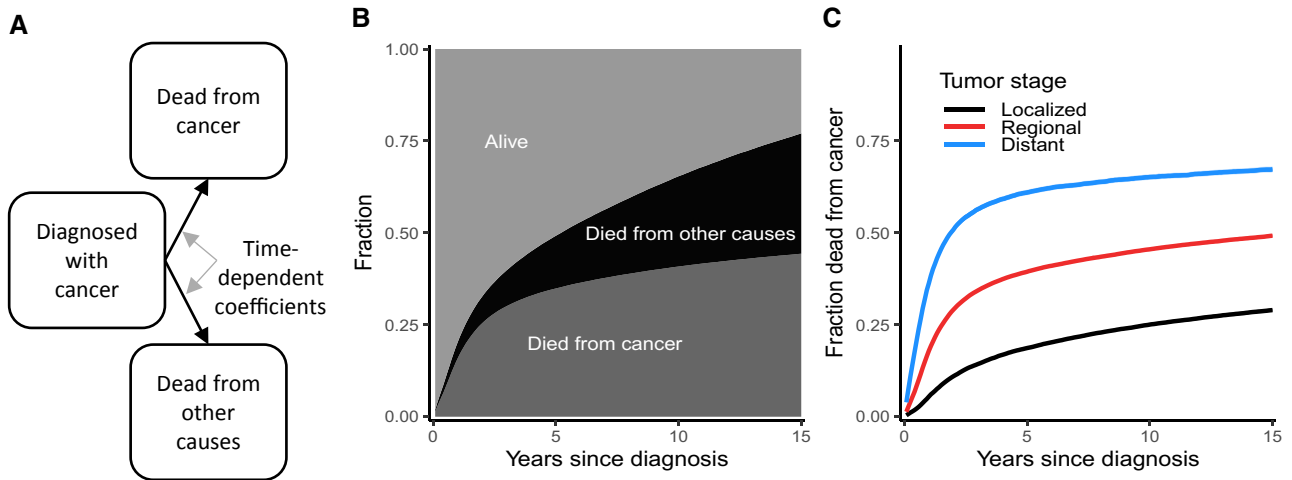 A
Dead from
cancer
Diagnosed
with
cancer
Time-
dependent
coefficients
Dead from
other
causes
B
Fraction
1.00
0.75
0.50
0.25
0.00
Alive
Died from other causes
Died from cancer
0
5
10
15
Years since diagnosis
C
Fraction dead from cancer
0.75
0.50
0.25
0.00
Tumor stage
Localized
Regional
Distant
0
5
10
15
Years since diagnosis